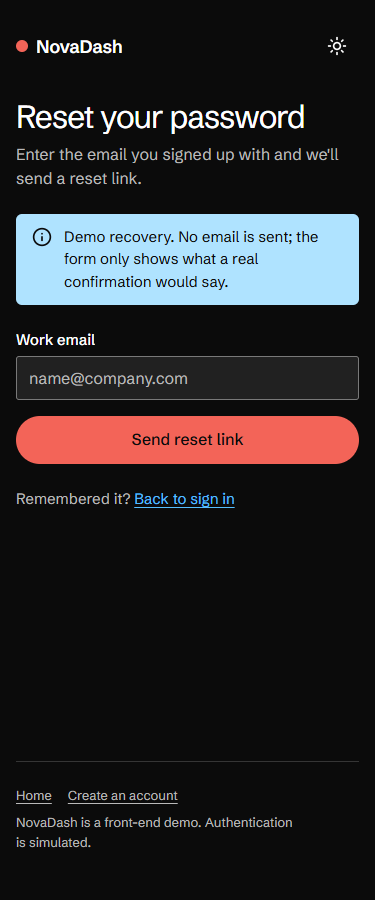 NovaDash
Reset your password
Enter the email you signed up with and we'll
send a reset link.
Demo recovery. No email is sent; the
form only shows what a real
confirmation would say.
Work email
name@company.com
Send reset link
Remembered it? Back to sign in
Home Create an account
NovaDash is a front-end demo. Authentication
is simulated.